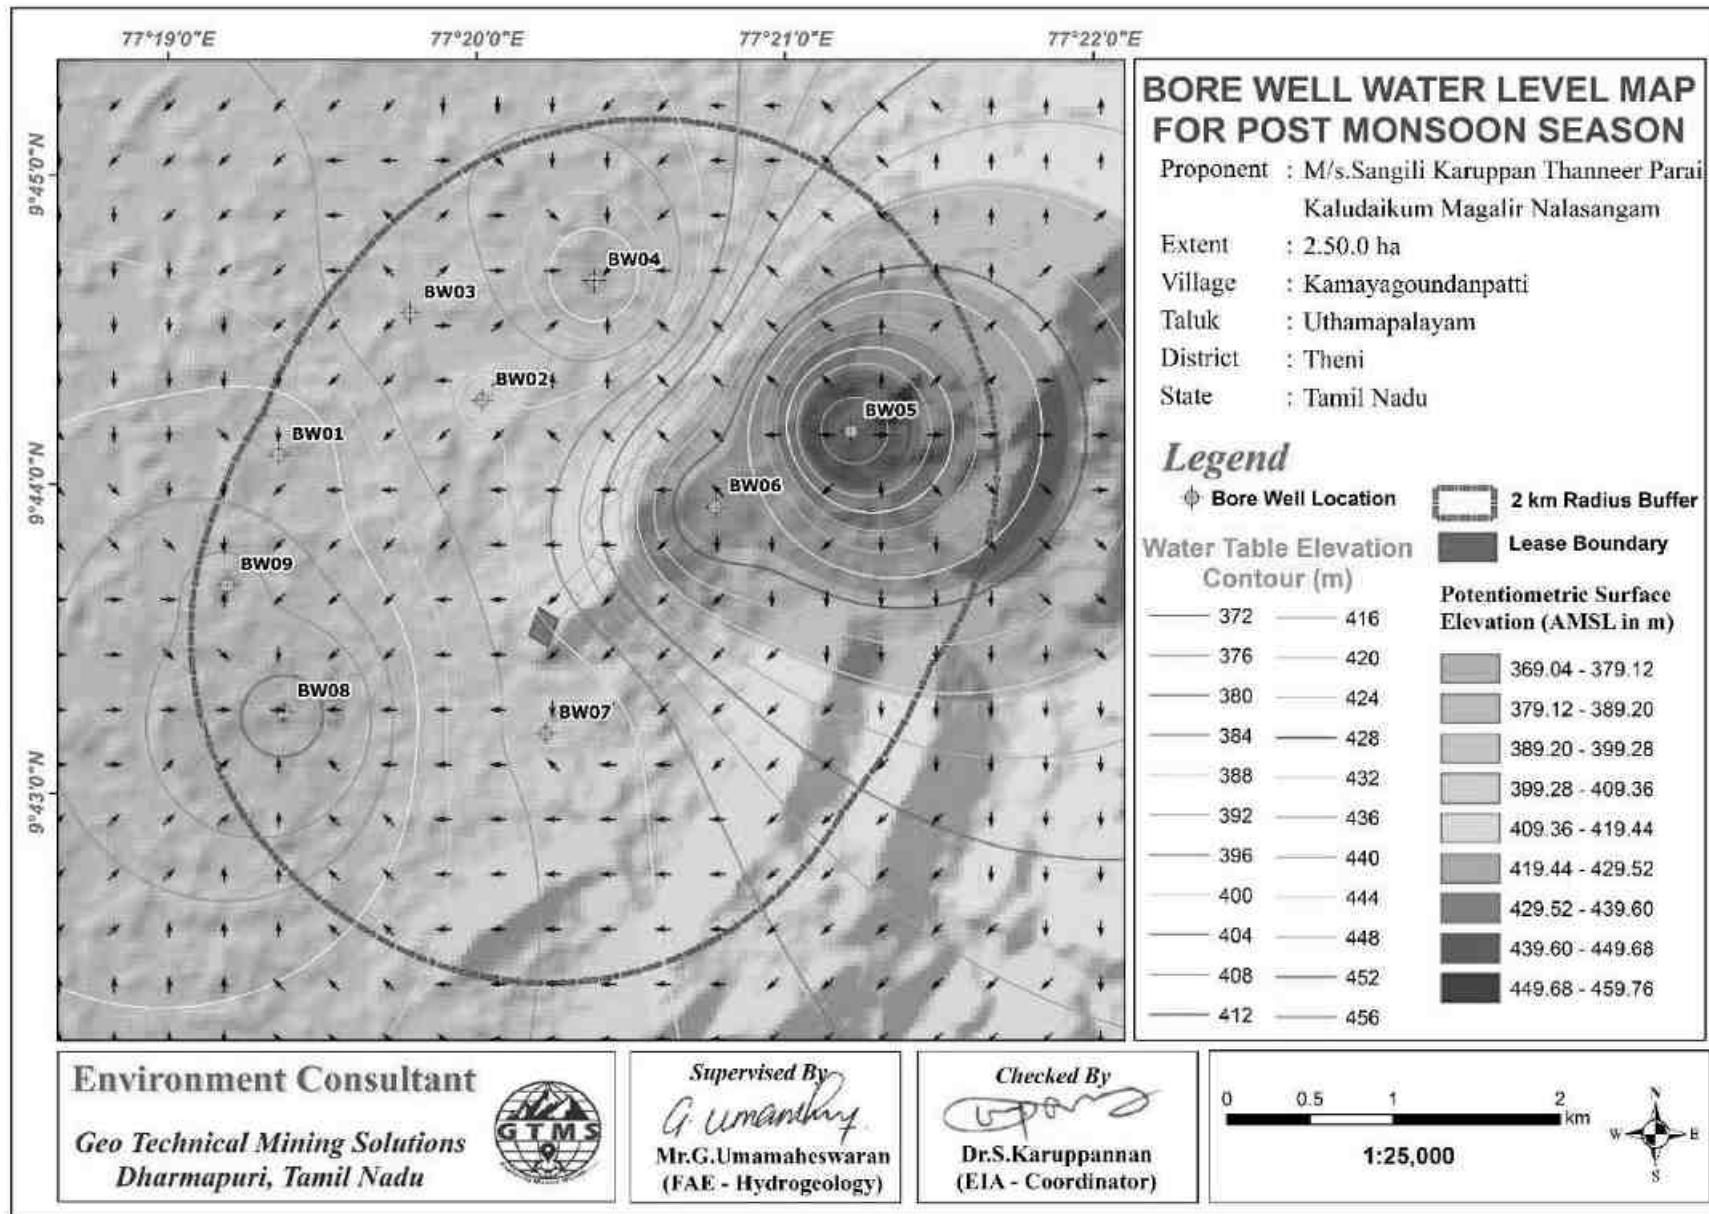 77°19'0"E 77°20'0"E 77°21'0"E 77°22'0"E
9°45'0"N
9°44'0"N
9°43'0"N
BW04
BW03
BW02
BW05
BW01
BW06
BW09
BW08
BW07
BORE WELL WATER LEVEL MAP
FOR POST MONSOON SEASON
Proponent : M/s.Sangili Karuppan Thanneer Parai
Kaludaikum Magalir Nalasangam
Extent : 2.50.0 ha
Village : Kamayagoundanpatti
Taluk : Uthamapalayam
District : Theni
State : Tamil Nadu
Legend
Bore Well Location
2 km Radius Buffer
Lease Boundary
Water Table Elevation
Contour (m)
372 416
376 420
380 424
384 428
388 432
392 436
396 440
400 444
404 448
408 452
412 456
Potentiometric Surface
Elevation (AMSL in m)
369.04 - 379.12
379.12 - 389.20
389.20 - 399.28
399.28 - 409.36
409.36 - 419.44
419.44 - 429.52
429.52 - 439.60
439.60 - 449.68
449.68 - 459.76
Environment Consultant
Geo Technical Mining Solutions
Dharmapuri, Tamil Nadu
GTMS
Supervised By
Mr.G.Umamaheswaran
(FAE - Hydrogeology)
Checked By
Dr.S.Karuppannan
(EIA - Coordinator)
0 0.5 1 2
km
1:25,000
N
W E
S